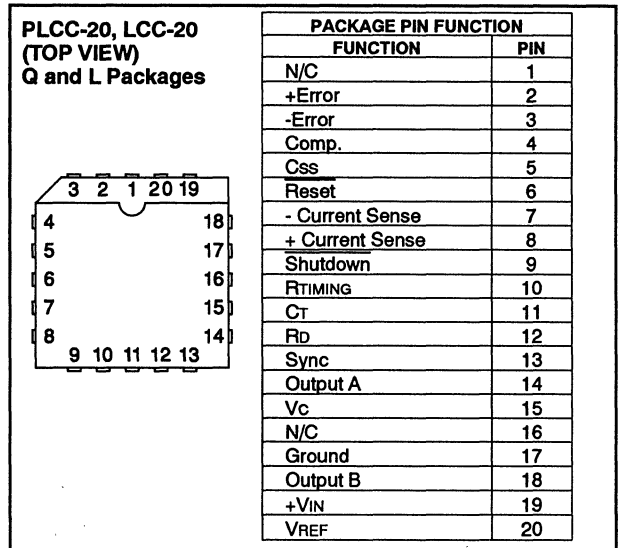 PLCC-20, LCC-20
(TOP VIEW)
Q and L Packages
3 2 1 20 19
4 18
5 17
6 16
7 15
8 14
9 10 11 12 13
PACKAGE PIN FUNCTION
FUNCTION PIN
N/C 1
+Error 2
-Error 3
Comp. 4
Css 5
Reset 6
- Current Sense 7
+ Current Sense 8
Shutdown 9
RTIMING 10
CT 11
RD 12
Sync 13
Output A 14
Vc 15
N/C 16
Ground 17
Output B 18
+VIN 19
VREF 20